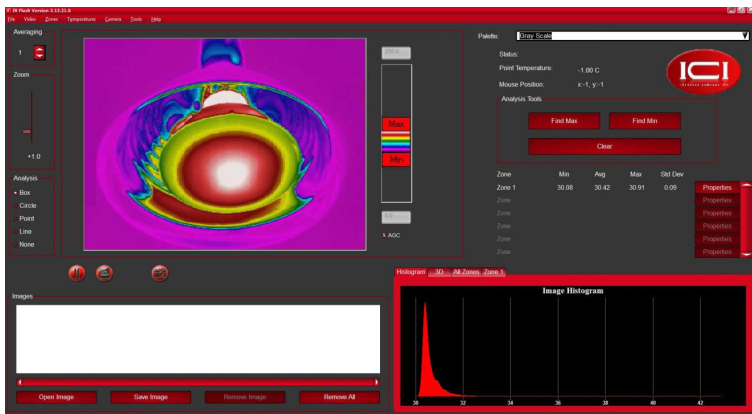 IR Flash Version 2.13.21.6
File Video Zones Temperatures Camera Tools Help
Averaging
1
Zoom
+1.0
Analysis
Box
Circle
Point
Line
None
Max
Min
0.0
AGC
Palette: Gray Scale
Status:
Point Temperature: -1.00 C
Mouse Position: x:-1, y:-1
ICI
INFRARED CAMERAS INC
Analysis Tools
Find Max Find Min
Clear
Zone Min Avg Max Std Dev
Zone 1 30.08 30.42 30.91 0.09 Properties
Zone Properties
Zone Properties
Zone Properties
Zone Properties
Zone Properties
Images
Open Image Save Image Remove Image Remove All
Histogram 3D All Zones Zone 1
Image Histogram
30 32 34 36 38 40 42